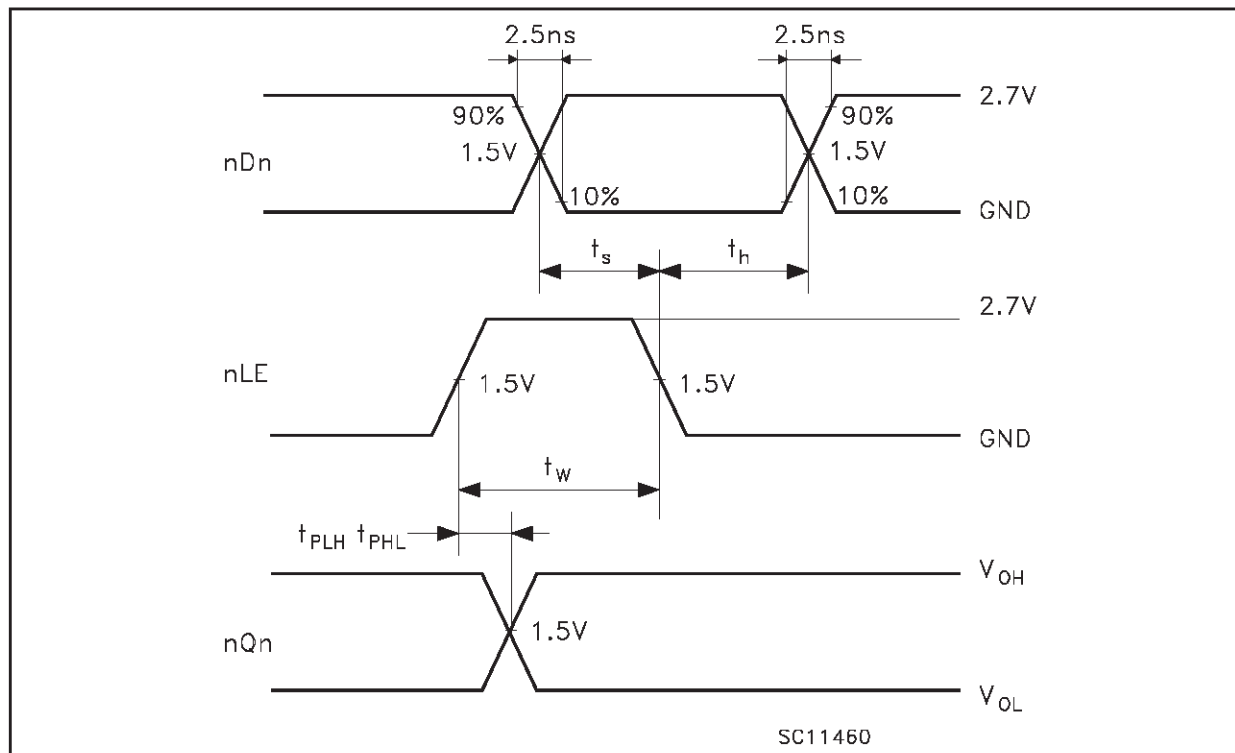 2.5ns 2.5ns
2.7V
90% 90%
nDn 1.5V 1.5V
10% 10%
GND
ts th
2.7V
nLE 1.5V 1.5V
GND
tW
tPLH tPHL
VOH
nQn 1.5V
VOL
SC11460